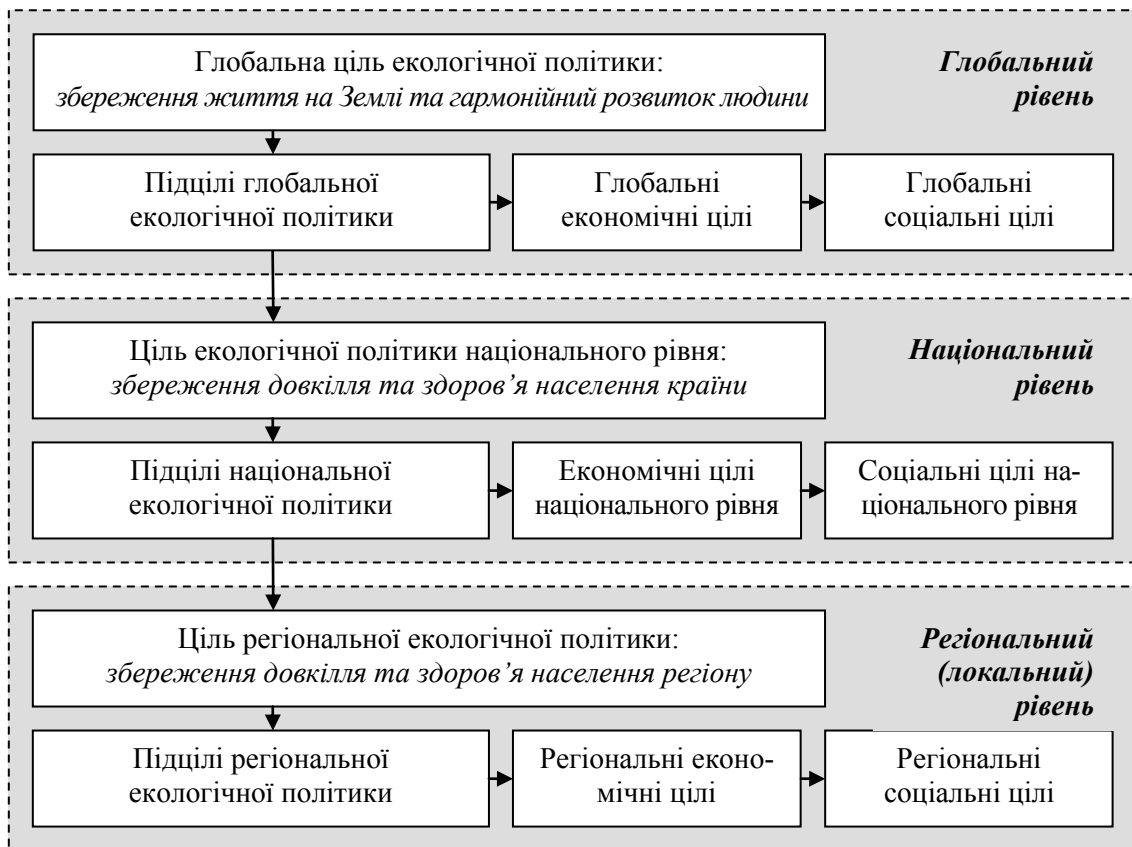 Глобальна ціль екологічної політики:
збереження життя на Землі та гармонійний розвиток людини
Глобальний
рівень
Підцілі глобальної
екологічної політики
Глобальні
економічні цілі
Глобальні
соціальні цілі
Ціль екологічної політики національного рівня:
збереження довкілля та здоров’я населення країни
Національний
рівень
Підцілі національної
екологічної політики
Економічні цілі
національного рівня
Соціальні цілі на-
ціонального рівня
Ціль регіональної екологічної політики:
збереження довкілля та здоров’я населення регіону
Регіональний
(локальний)
рівень
Підцілі регіональної
екологічної політики
Регіональні еконо-
мічні цілі
Регіональні
соціальні цілі